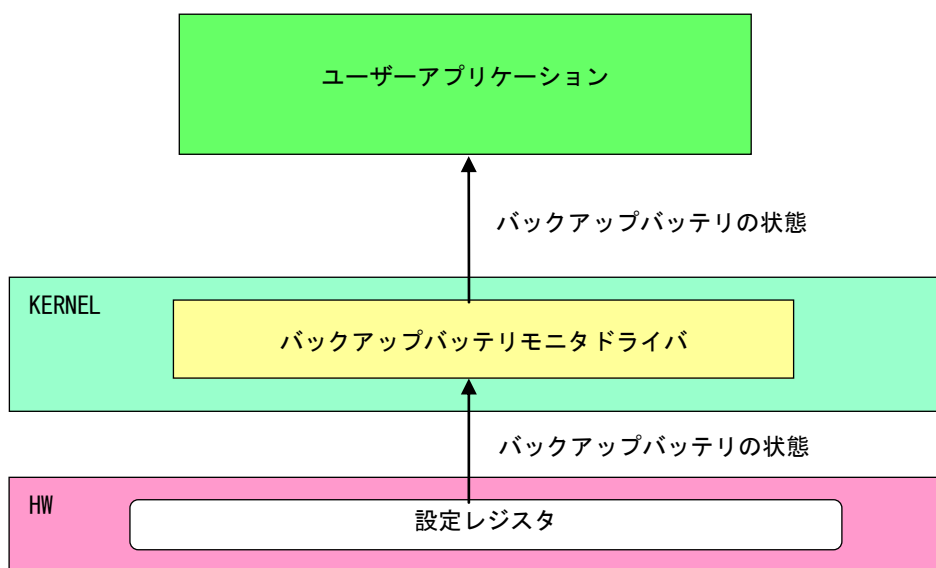 ユーザーアプリケーション
バックアップバッテリの状態
KERNEL
バックアップバッテリモニタドライバ
バックアップバッテリの状態
HW
設定レジスタ